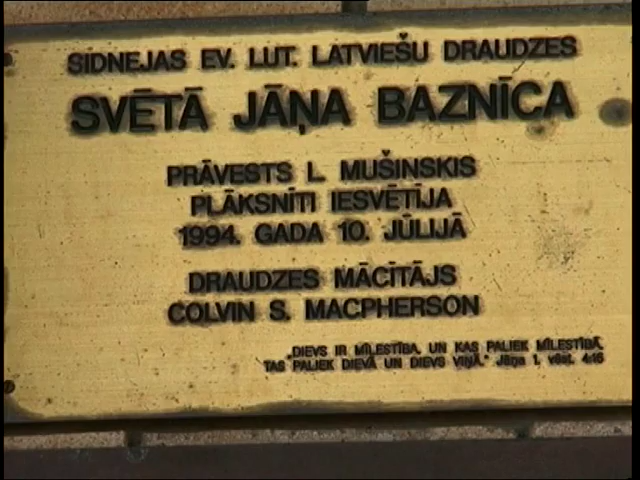 SIDNEJAS EV. LUT. LATVIEŠU DRAUDZES
SVĒTĀ JĀŅA BAZNĪCA
PRĀVESTS L. MUŠINSKIS
PLĀKSNĪTI IESVĒTĪJA
1994. GADA 10. JŪLIJĀ
DRAUDZES MĀCĪTĀJS
COLVIN S. MACPHERSON
„DIEVS IR MĪLESTĪBA, UN KAS PALIEK MĪLESTĪBĀ,
TAS PALIEK DIEVĀ UN DIEVS VIŅĀ." Jāņa 1. vēst. 4:16